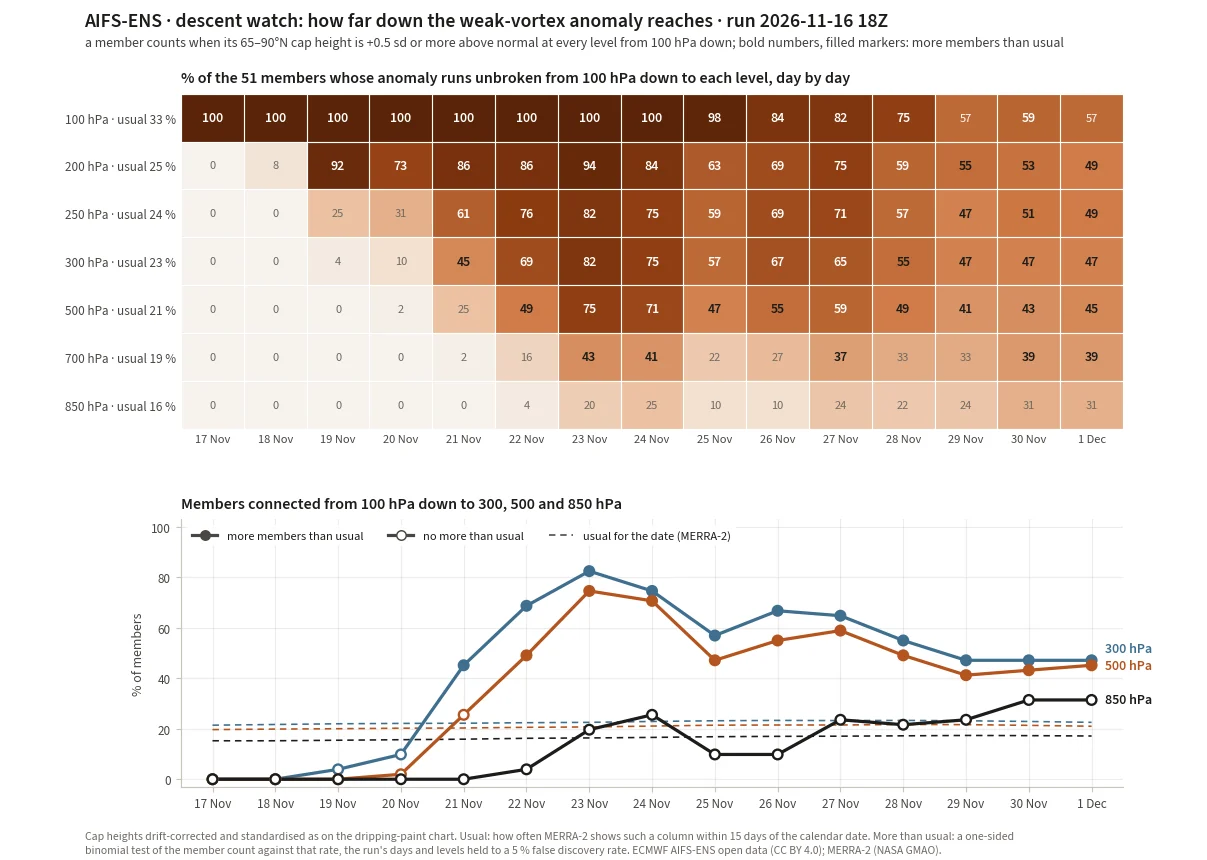 AIFS-ENS · descent watch: how far down the weak-vortex anomaly reaches · run 2026-11-16 18Z
a member counts when its 65–90°N cap height is +0.5 sd or more above normal at every level from 100 hPa down; bold numbers, filled markers: more members than usual
% of the 51 members whose anomaly runs unbroken from 100 hPa down to each level, day by day
100 hPa · usual 33 % 100 100 100 100 100 100 100 100 98 84 82 75 57 59 57
200 hPa · usual 25 % 0 8 92 73 86 86 94 84 63 69 75 59 55 53 49
250 hPa · usual 24 % 0 0 25 31 61 76 82 75 59 69 71 57 47 51 49
300 hPa · usual 23 % 0 0 4 10 45 69 82 75 57 67 65 55 47 47 47
500 hPa · usual 21 % 0 0 0 2 25 49 75 71 47 55 59 49 41 43 45
700 hPa · usual 19 % 0 0 0 0 2 16 43 41 22 27 37 33 33 39 39
850 hPa · usual 16 % 0 0 0 0 0 4 20 25 10 10 24 22 24 31 31
17 Nov 18 Nov 19 Nov 20 Nov 21 Nov 22 Nov 23 Nov 24 Nov 25 Nov 26 Nov 27 Nov 28 Nov 29 Nov 30 Nov 1 Dec
Members connected from 100 hPa down to 300, 500 and 850 hPa
more members than usual no more than usual usual for the date (MERRA-2)
% of members
100
80
60
40
20
0
300 hPa
500 hPa
850 hPa
17 Nov 18 Nov 19 Nov 20 Nov 21 Nov 22 Nov 23 Nov 24 Nov 25 Nov 26 Nov 27 Nov 28 Nov 29 Nov 30 Nov 1 Dec
Cap heights drift-corrected and standardised as on the dripping-paint chart. Usual: how often MERRA-2 shows such a column within 15 days of the calendar date. More than usual: a one-sided
binomial test of the member count against that rate, the run's days and levels held to a 5 % false discovery rate. ECMWF AIFS-ENS open data (CC BY 4.0); MERRA-2 (NASA GMAO).